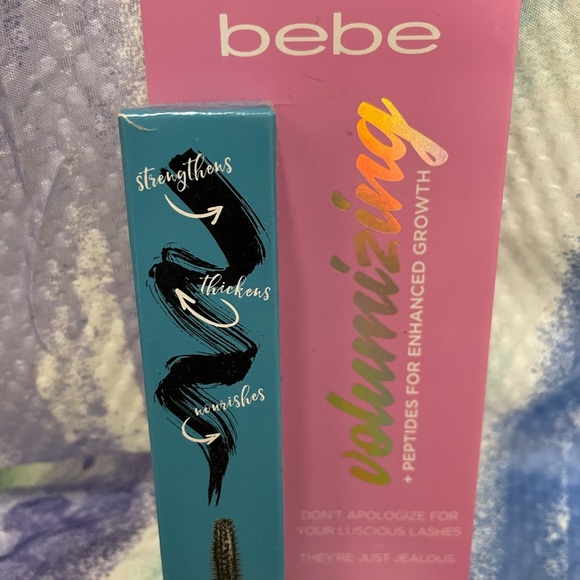 bebe
volumizing
+ PEPTIDES FOR ENHANCED GROWTH
DON'T APOLOGIZE FOR
YOUR LUSCIOUS LASHES
THEY'RE JUST JEALOUS
strengthens
thickens
nourishes